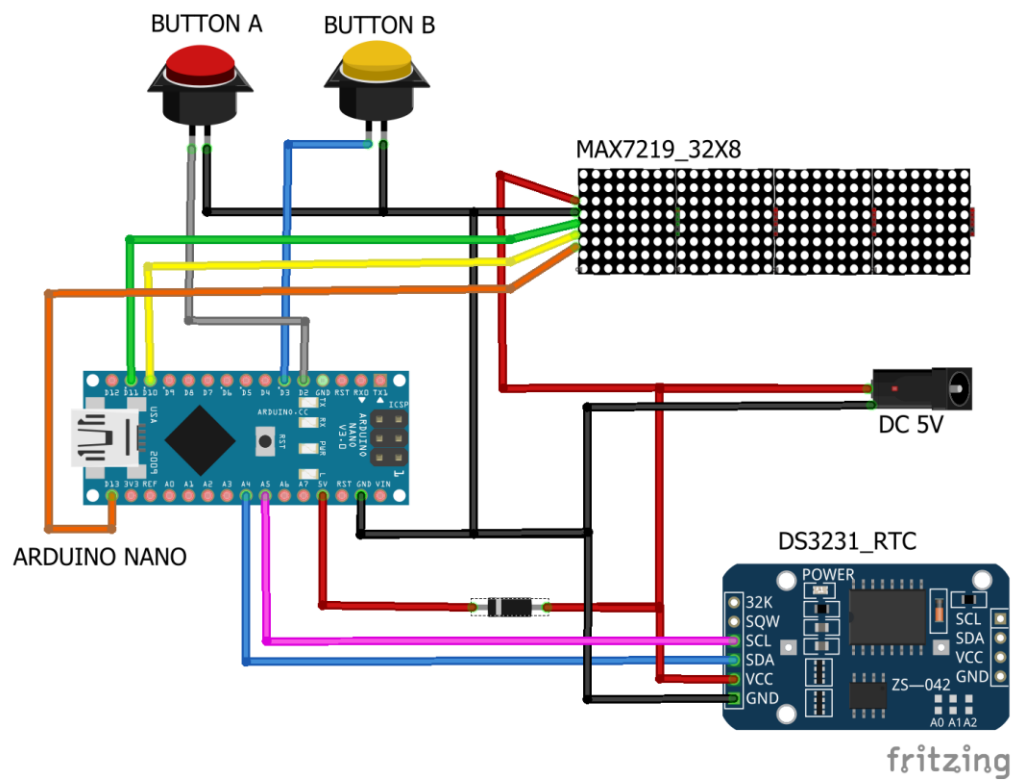 BUTTON A
BUTTON B
MAX7219_32X8
D12 D11 D10 D9 D8 D7 D6 D5 D4 D3 D2 GND RST RX0 TX1
USA
2009
ARDUINO.CC
RST
TX
RX
PWR
L
ARDUINO
NANO
V3.0
ICSP
1
D13 3V3 REF A0 A1 A2 A3 A4 A5 A6 A7 5V RST GND VIN
ARDUINO NANO
DC 5V
DS3231_RTC
POWER
32K
SQW
SCL
SDA
VCC
GND
SCL
SDA
VCC
GND
ZS—042
A0 A1 A2
fritzing